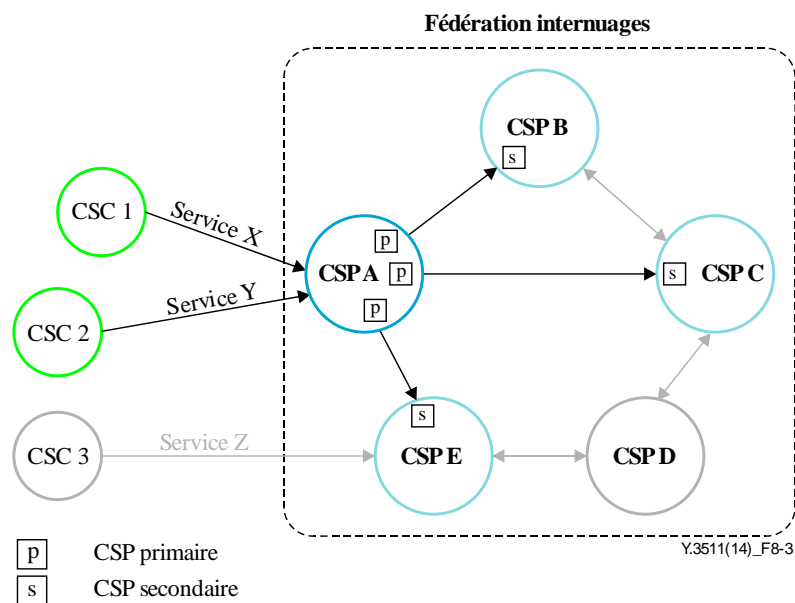 Fédération internuages
CSP B
s
CSC 1
Service X
p
CSP A
p
s
CSP C
Service Y
p
CSC 2
s
CSC 3
Service Z
CSP E
CSP D
Y.3511(14)_F8-3
p CSP primaire
s CSP secondaire